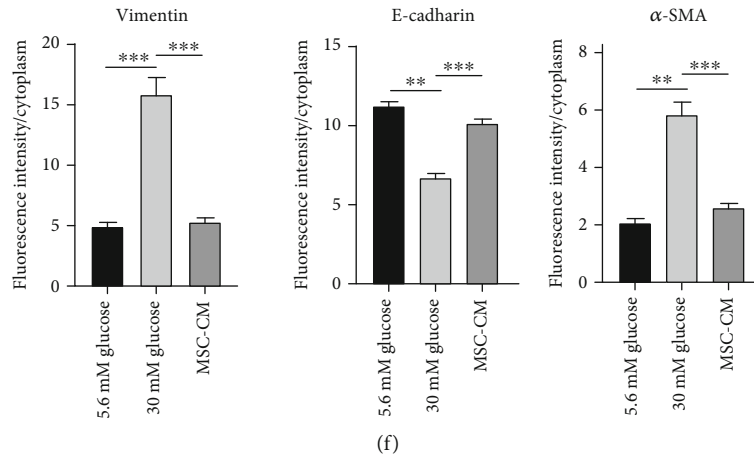 Vimentin
Fluorescence intensity/cytoplasm
20
15
10
5
0
*** ***
5.6 mM glucose
30 mM glucose
MSC-CM
E-cadharin
Fluorescence intensity/cytoplasm
15
10
5
0
** ***
5.6 mM glucose
30 mM glucose
MSC-CM
α-SMA
Fluorescence intensity/cytoplasm
8
6
4
2
0
** ***
5.6 mM glucose
30 mM glucose
MSC-CM
(f)